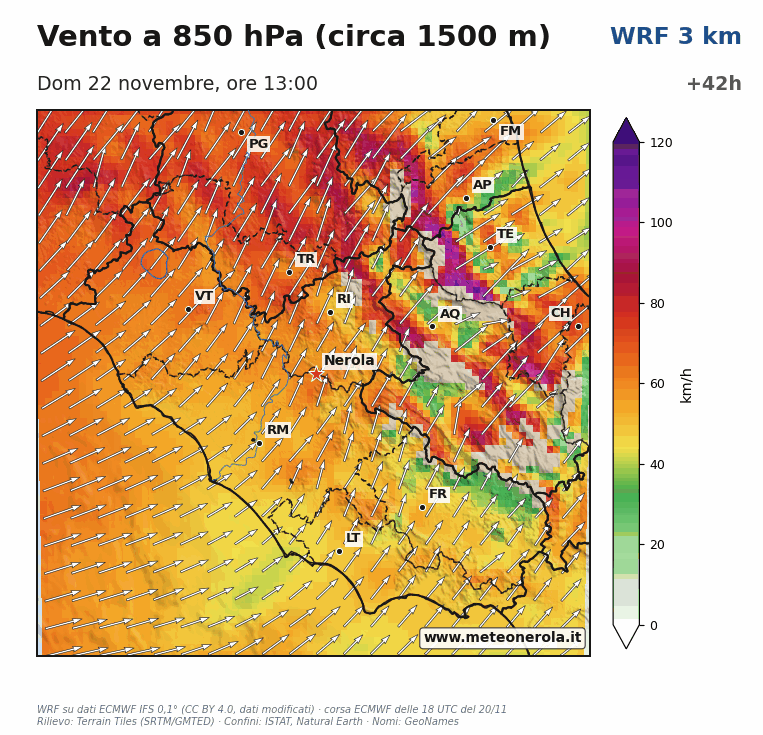 Vento a 850 hPa (circa 1500 m)
WRF 3 km
Dom 22 novembre, ore 13:00
+42h
PG
FM
AP
TE
TR
VT
RI
AQ
CH
Nerola
RM
FR
LT
www.meteonerola.it
120
100
80
60
40
20
0
km/h
WRF su dati ECMWF IFS 0,1° (CC BY 4.0, dati modificati) · corsa ECMWF delle 18 UTC del 20/11
Rilievo: Terrain Tiles (SRTM/GMTED) · Confini: ISTAT, Natural Earth · Nomi: GeoNames